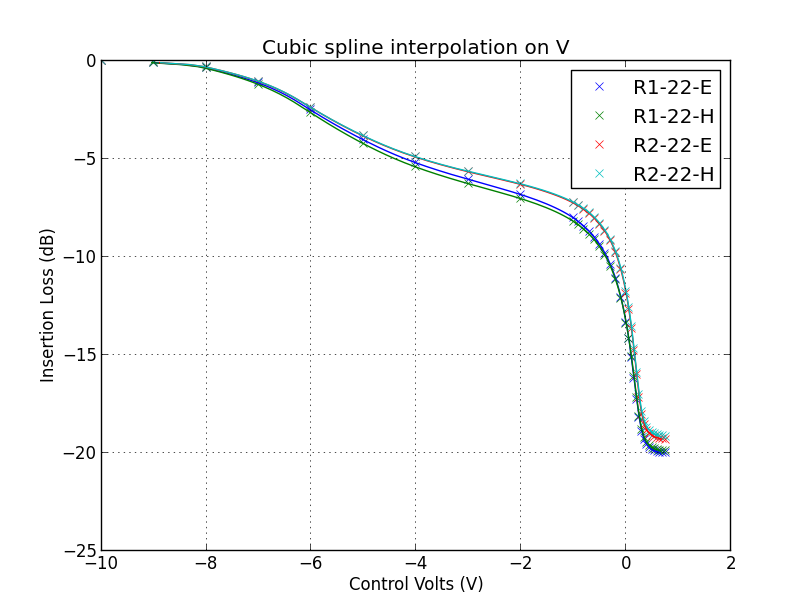 Cubic spline interpolation on V
R1-22-E
R1-22-H
R2-22-E
R2-22-H
0
−5
−10
−15
−20
−25
Insertion Loss (dB)
−10 −8 −6 −4 −2 0 2
Control Volts (V)